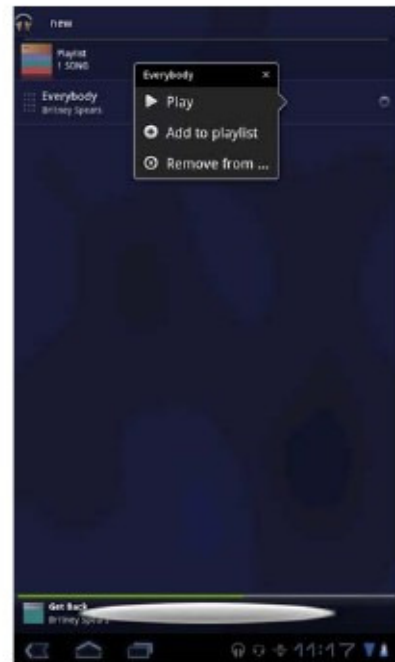 new
Playlist
1 SONG
Everybody
Britney Spears
Everybody ×
Play
Add to playlist
Remove from ...
Get Back
Britney Spears
11:17